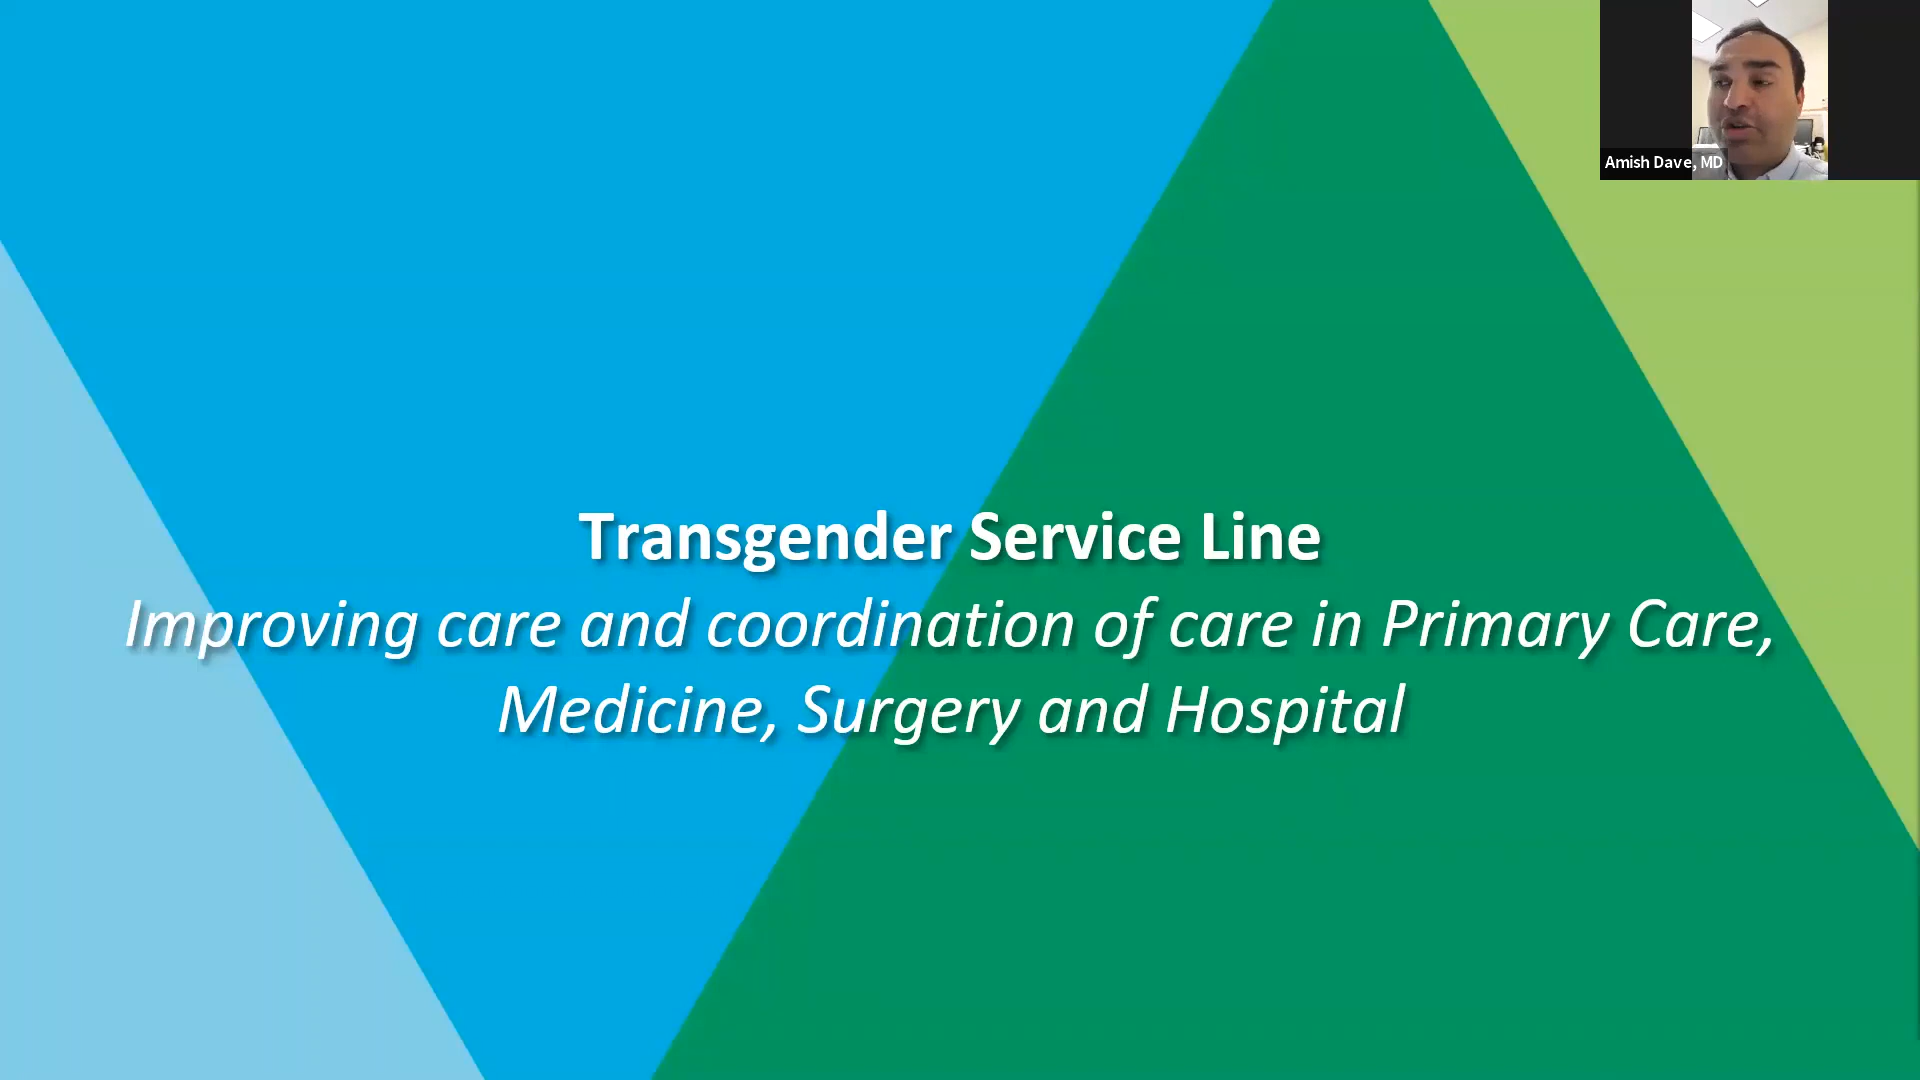 Amish Dave, MD
Transgender Service Line
Improving care and coordination of care in Primary Care,
Medicine, Surgery and Hospital